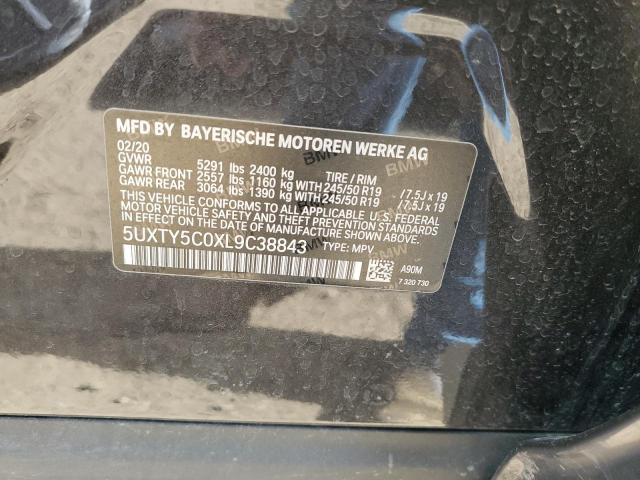 MFD BY BAYERISCHE MOTOREN WERKE AG
02/20
GVWR 5291 lbs 2400 kg TIRE / RIM
GAWR FRONT 2557 lbs 1160 kg WITH 245/50 R19 /7.5J x 19
GAWR REAR 3064 lbs 1390 kg WITH 245/50 R19 /7.5J x 19
THIS VEHICLE CONFORMS TO ALL APPLICABLE U.S. FEDERAL
MOTOR VEHICLE SAFETY, BUMPER, AND THEFT PREVENTION STANDARDS
IN EFFECT ON THE DATE OF MANUFACTURE SHOWN ABOVE.
5UXTY5C0XL9C38843 TYPE: MPV
A90M
7 320 730